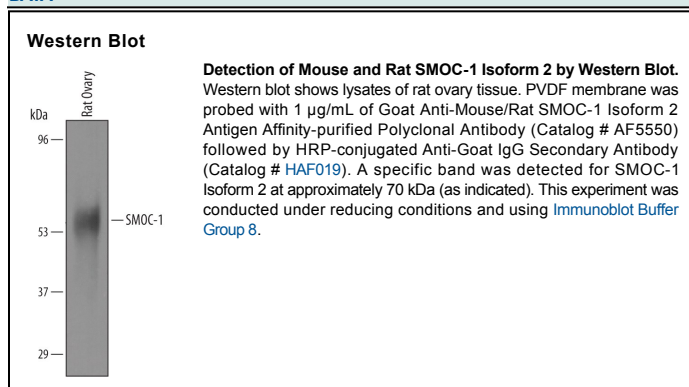 Western Blot
Rat Ovary
kDa
96
53
37
29
SMOC-1
Detection of Mouse and Rat SMOC-1 Isoform 2 by Western Blot.
Western blot shows lysates of rat ovary tissue. PVDF membrane was
probed with 1 µg/mL of Goat Anti-Mouse/Rat SMOC-1 Isoform 2
Antigen Affinity-purified Polyclonal Antibody (Catalog # AF5550)
followed by HRP-conjugated Anti-Goat IgG Secondary Antibody
(Catalog # HAF019). A specific band was detected for SMOC-1
Isoform 2 at approximately 70 kDa (as indicated). This experiment was
conducted under reducing conditions and using Immunoblot Buffer
Group 8.